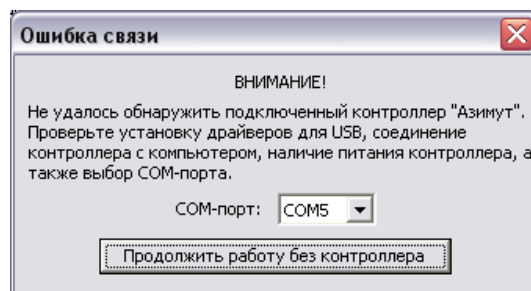 Ошибка связи
ВНИМАНИЕ!
Не удалось обнаружить подключенный контроллер "Азимут".
Проверьте установку драйверов для USB, соединение
контроллера с компьютером, наличие питания контроллера, а
также выбор COM-порта.
COM-порт: COM5
Продолжить работу без контроллера